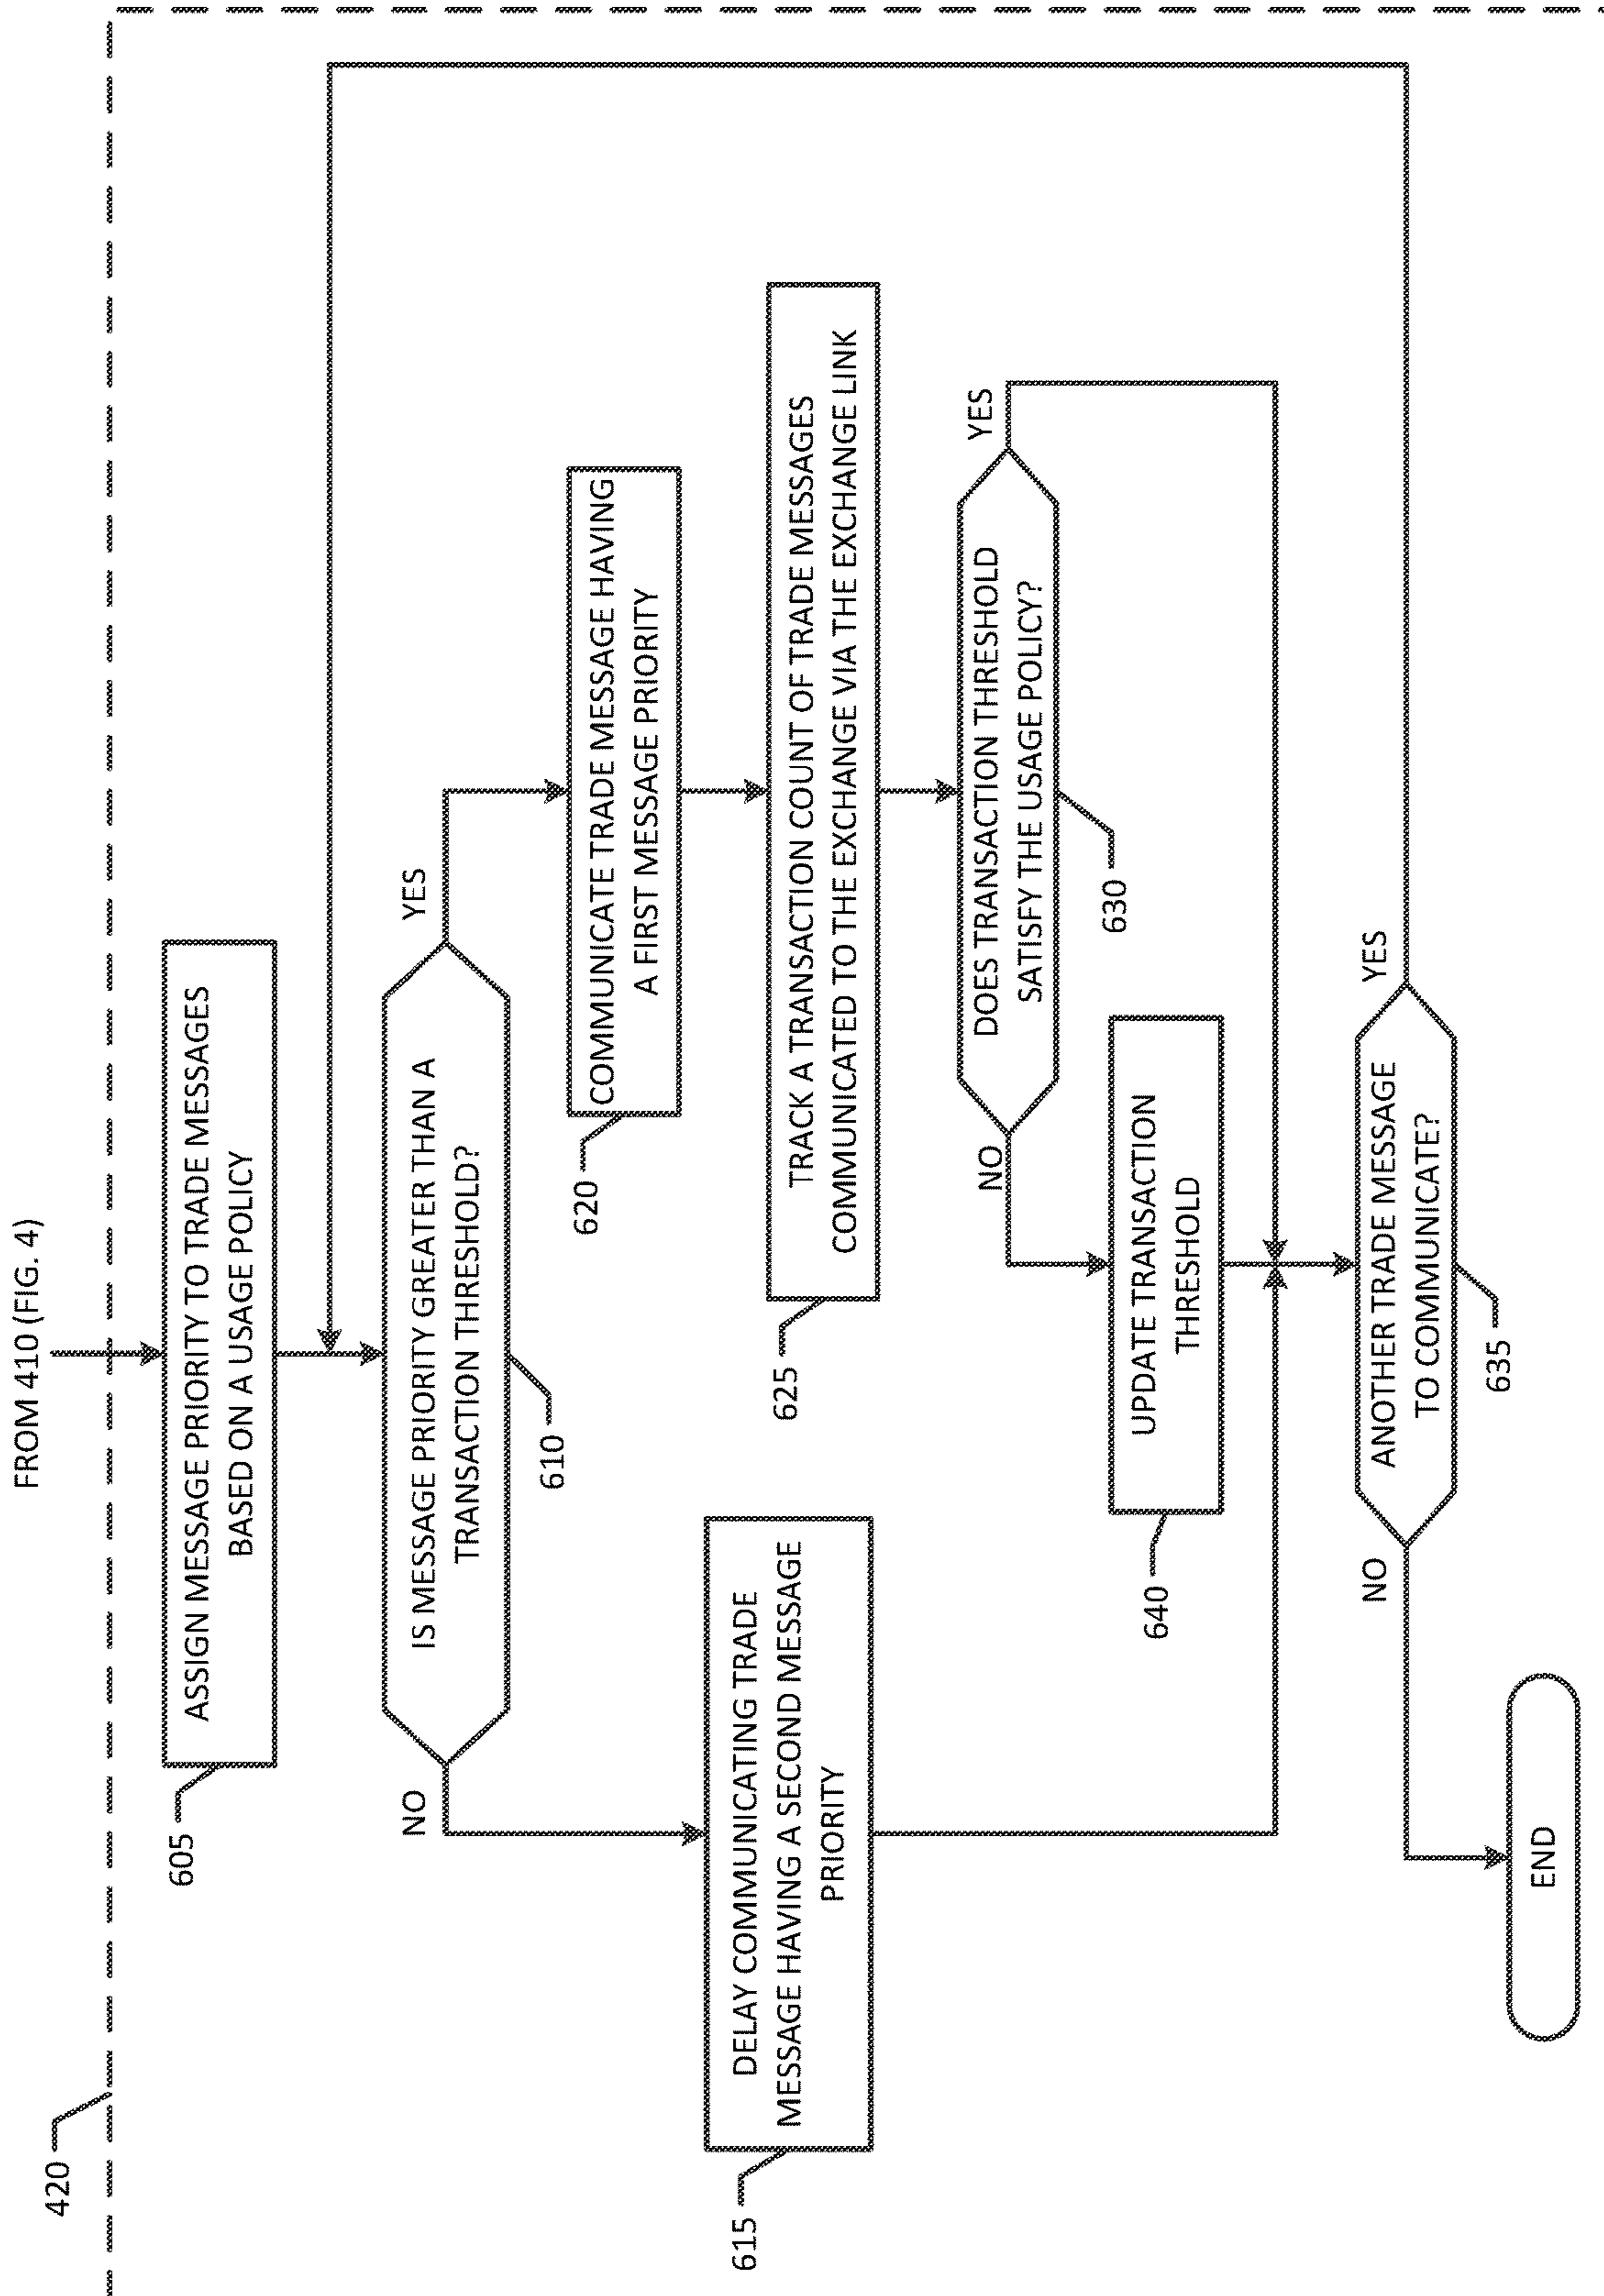 FROM 410 (FIG. 4)
420
605
ASSIGN MESSAGE PRIORITY TO TRADE MESSAGES
BASED ON A USAGE POLICY
IS MESSAGE PRIORITY GREATER THAN A
TRANSACTION THRESHOLD?
610
NO
YES
615
DELAY COMMUNICATING TRADE
MESSAGE HAVING A SECOND MESSAGE
PRIORITY
620
COMMUNICATE TRADE MESSAGE HAVING
A FIRST MESSAGE PRIORITY
625
TRACK A TRANSACTION COUNT OF TRADE MESSAGES
COMMUNICATED TO THE EXCHANGE VIA THE EXCHANGE LINK
DOES TRANSACTION THRESHOLD
SATISFY THE USAGE POLICY?
630
NO
YES
640
UPDATE TRANSACTION
THRESHOLD
ANOTHER TRADE MESSAGE
TO COMMUNICATE?
635
NO
YES
END